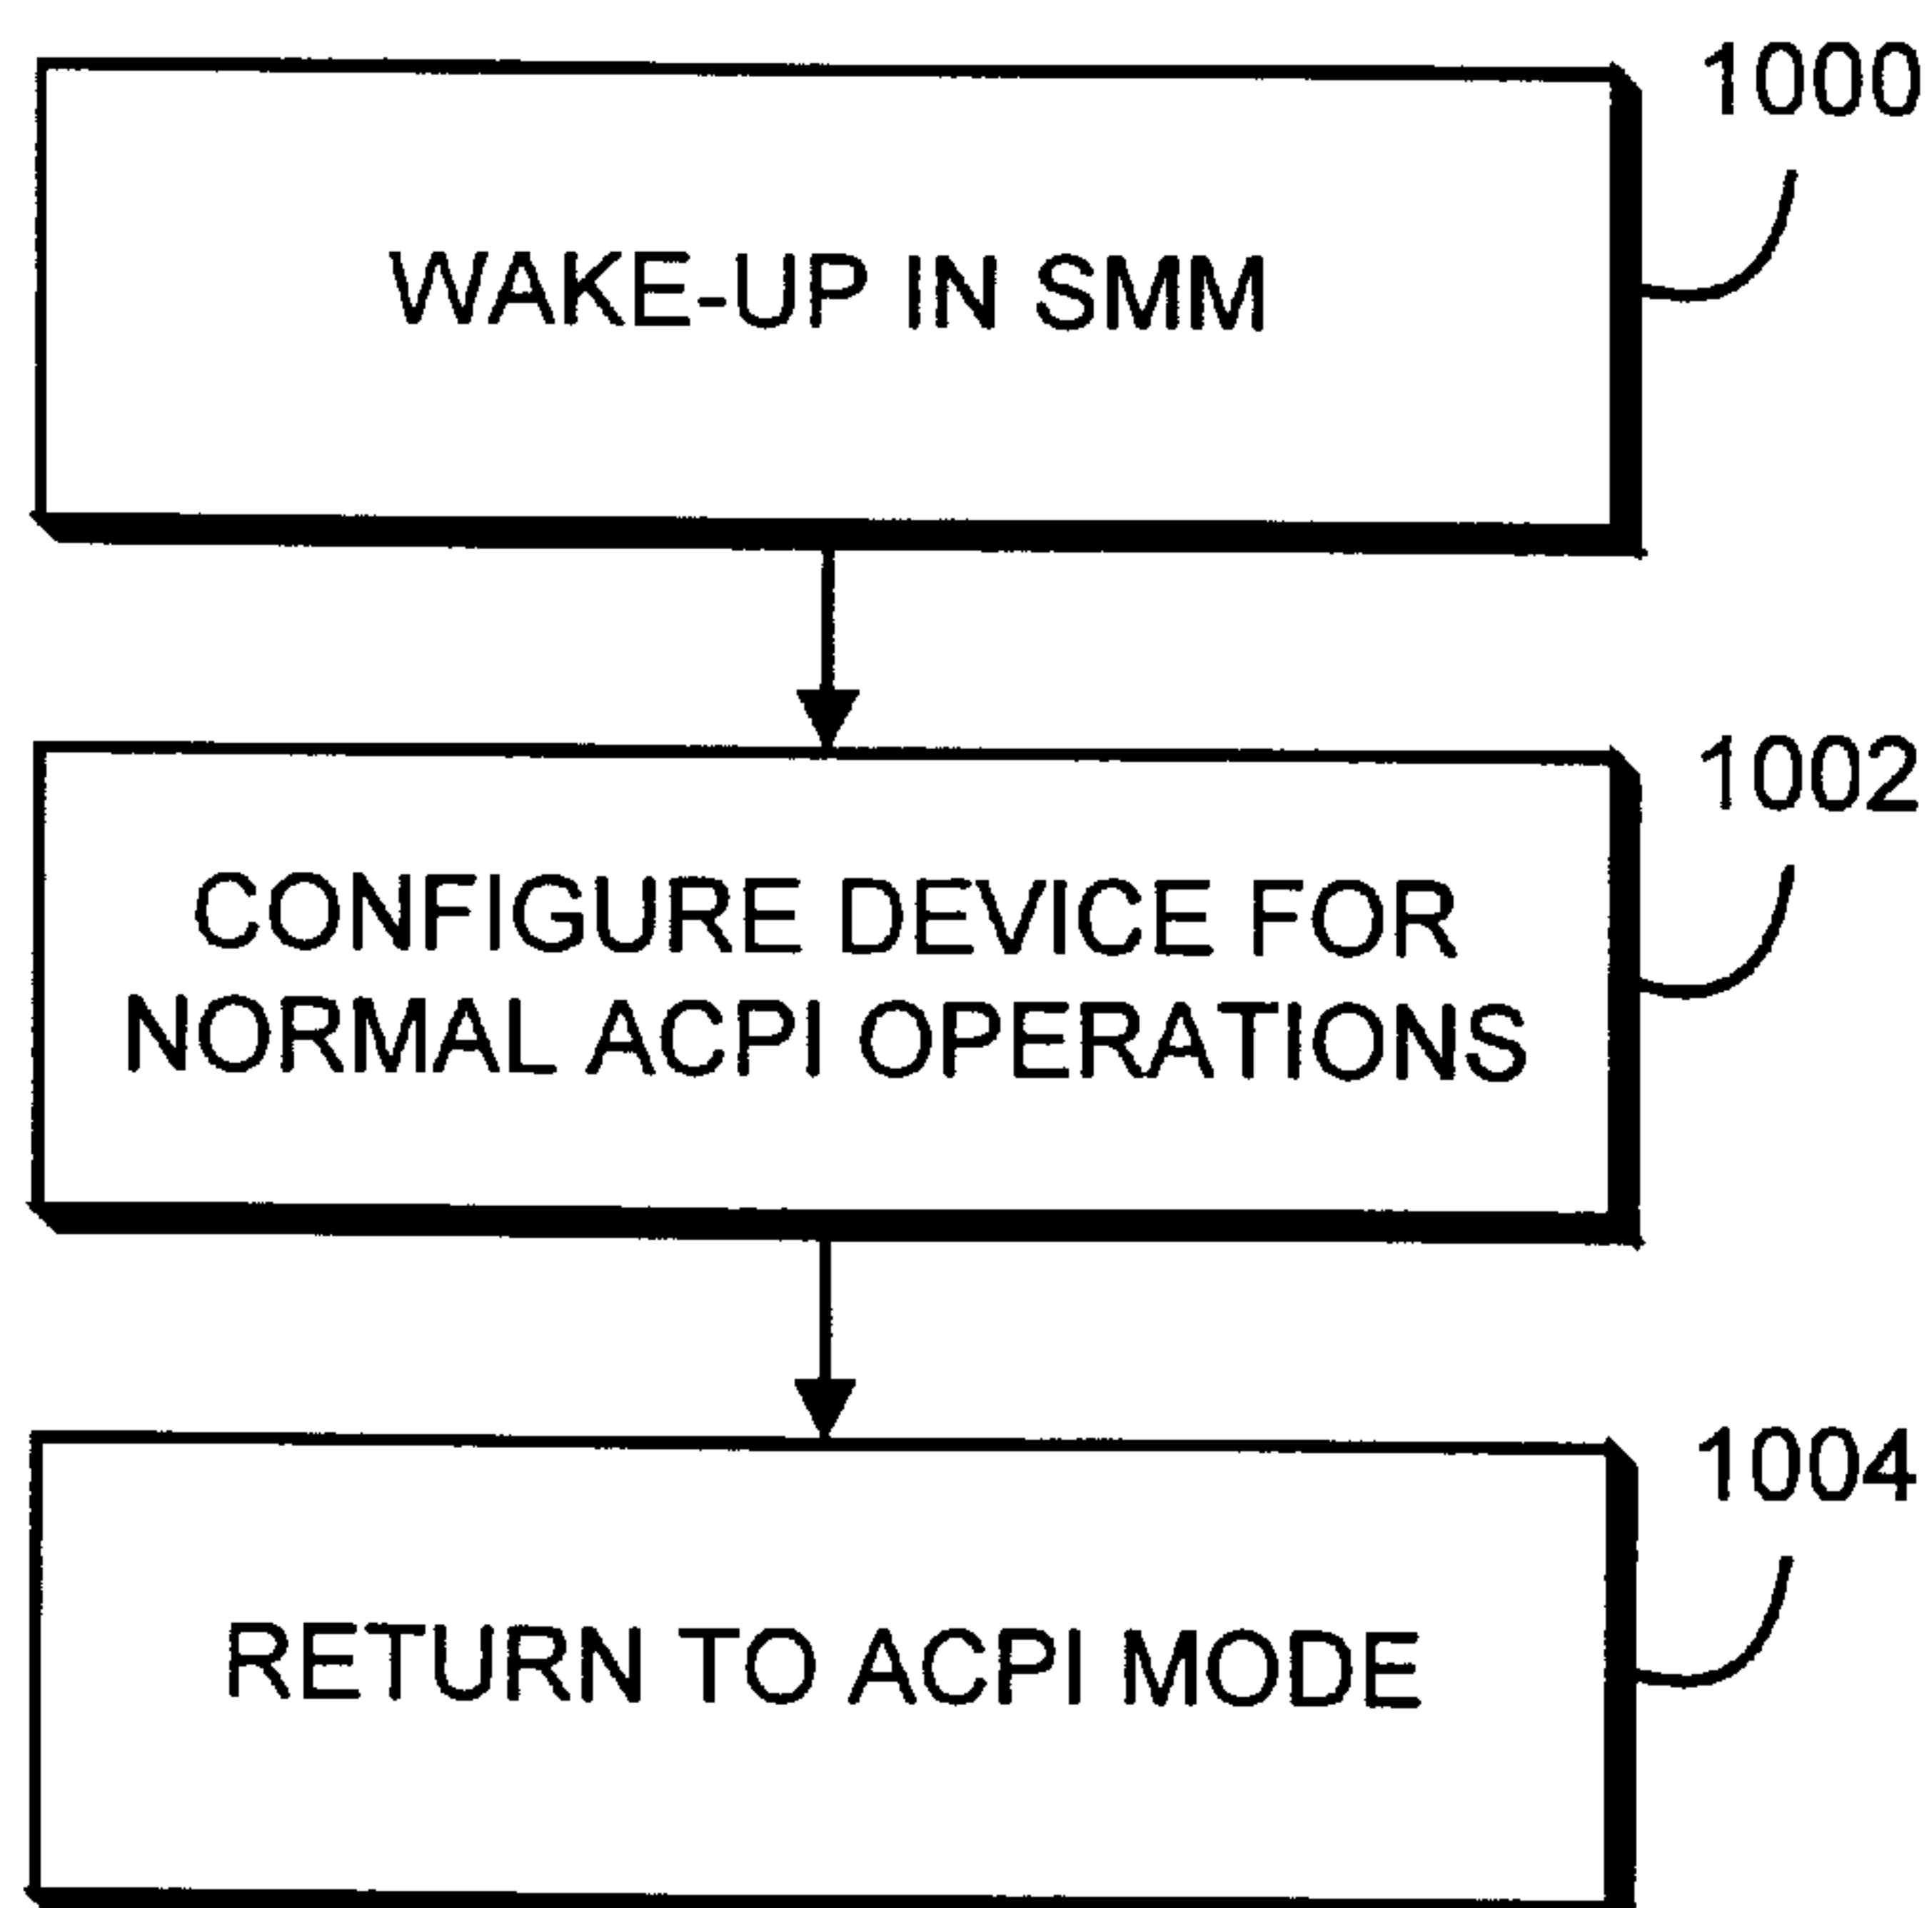 1000
WAKE-UP IN SMM
1002
CONFIGURE DEVICE FOR
NORMAL ACPI OPERATIONS
1004
RETURN TO ACPI MODE